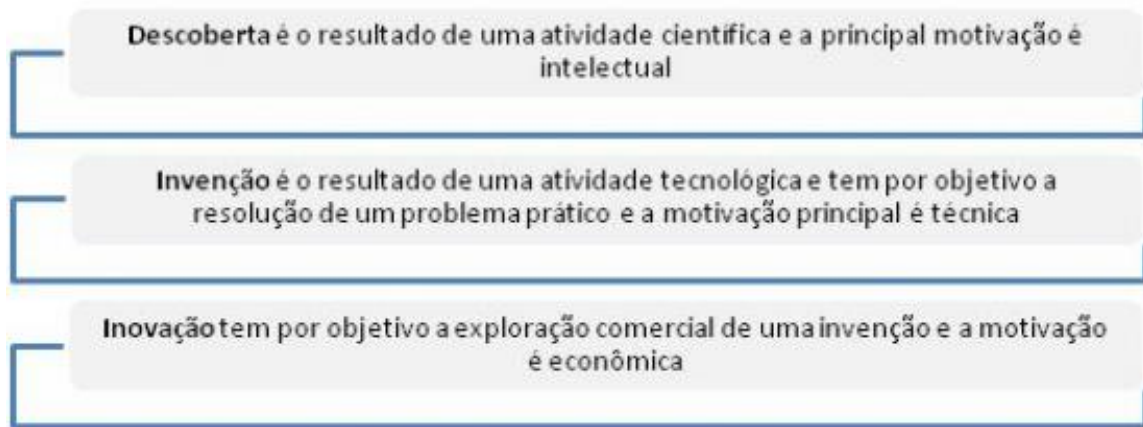 Descoberta é o resultado de uma atividade científica e a principal motivação é
intelectual
Invenção é o resultado de uma atividade tecnológica e tem por objetivo a
resolução de um problema prático e a motivação principal é técnica
Inovação tem por objetivo a exploração comercial de uma invenção e a motivação
é econômica